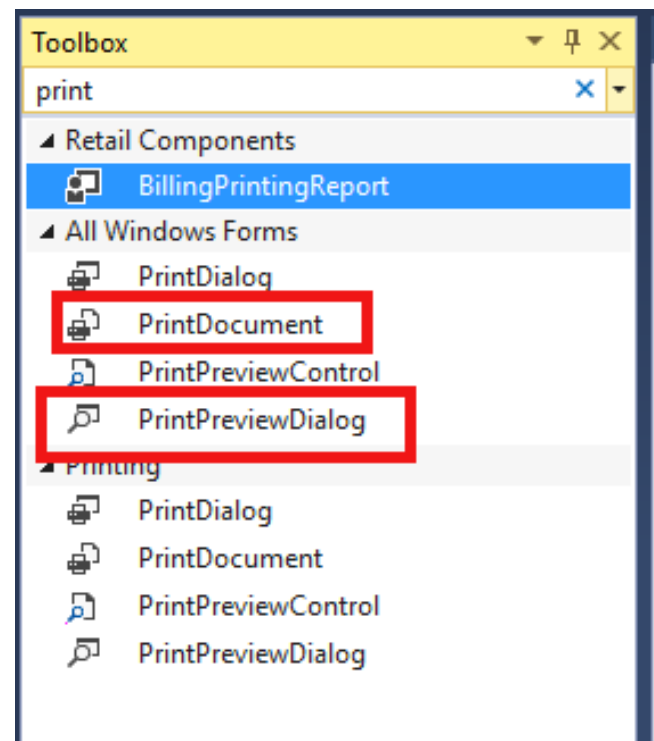 Toolbox
print
Retail Components
BillingPrintingReport
All Windows Forms
PrintDialog
PrintDocument
PrintPreviewControl
PrintPreviewDialog
Printing
PrintDialog
PrintDocument
PrintPreviewControl
PrintPreviewDialog